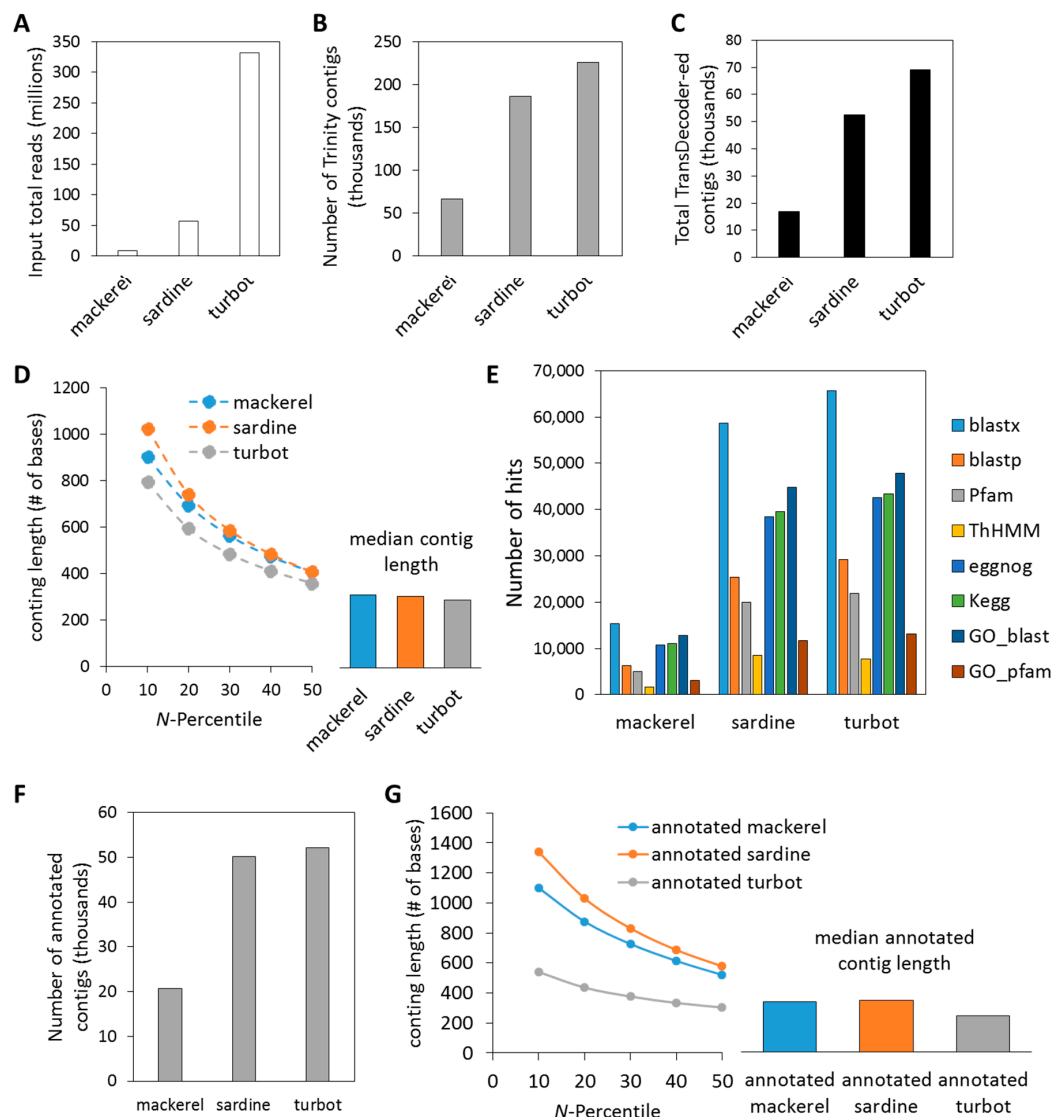 A
Input total reads (millions)
350
300
250
200
150
100
50
0
mackerel
sardine
turbot
B
Number of Trinity contigs
(thousands)
250
200
150
100
50
0
mackerel
sardine
turbot
C
Total TransDecoder-ed
contigs (thousands)
80
70
60
50
40
30
20
10
0
mackerel
sardine
turbot
D
conting length (# of bases)
1200
1000
800
600
400
200
0
mackerel
sardine
turbot
0 10 20 30 40 50
N-Percentile
median contig
length
mackerel
sardine
turbot
E
Number of hits
70,000
60,000
50,000
40,000
30,000
20,000
10,000
0
mackerel sardine turbot
blastx
blastp
Pfam
ThHMM
eggnog
Kegg
GO_blast
GO_pfam
F
Number of annotated
contigs (thousands)
60
50
40
30
20
10
0
mackerel sardine turbot
G
conting length (# of bases)
1600
1400
1200
1000
800
600
400
200
0
annotated mackerel
annotated sardine
annotated turbot
0 10 20 30 40 50
N-Percentile
median annotated
contig length
annotated annotated annotated
mackerel sardine turbot